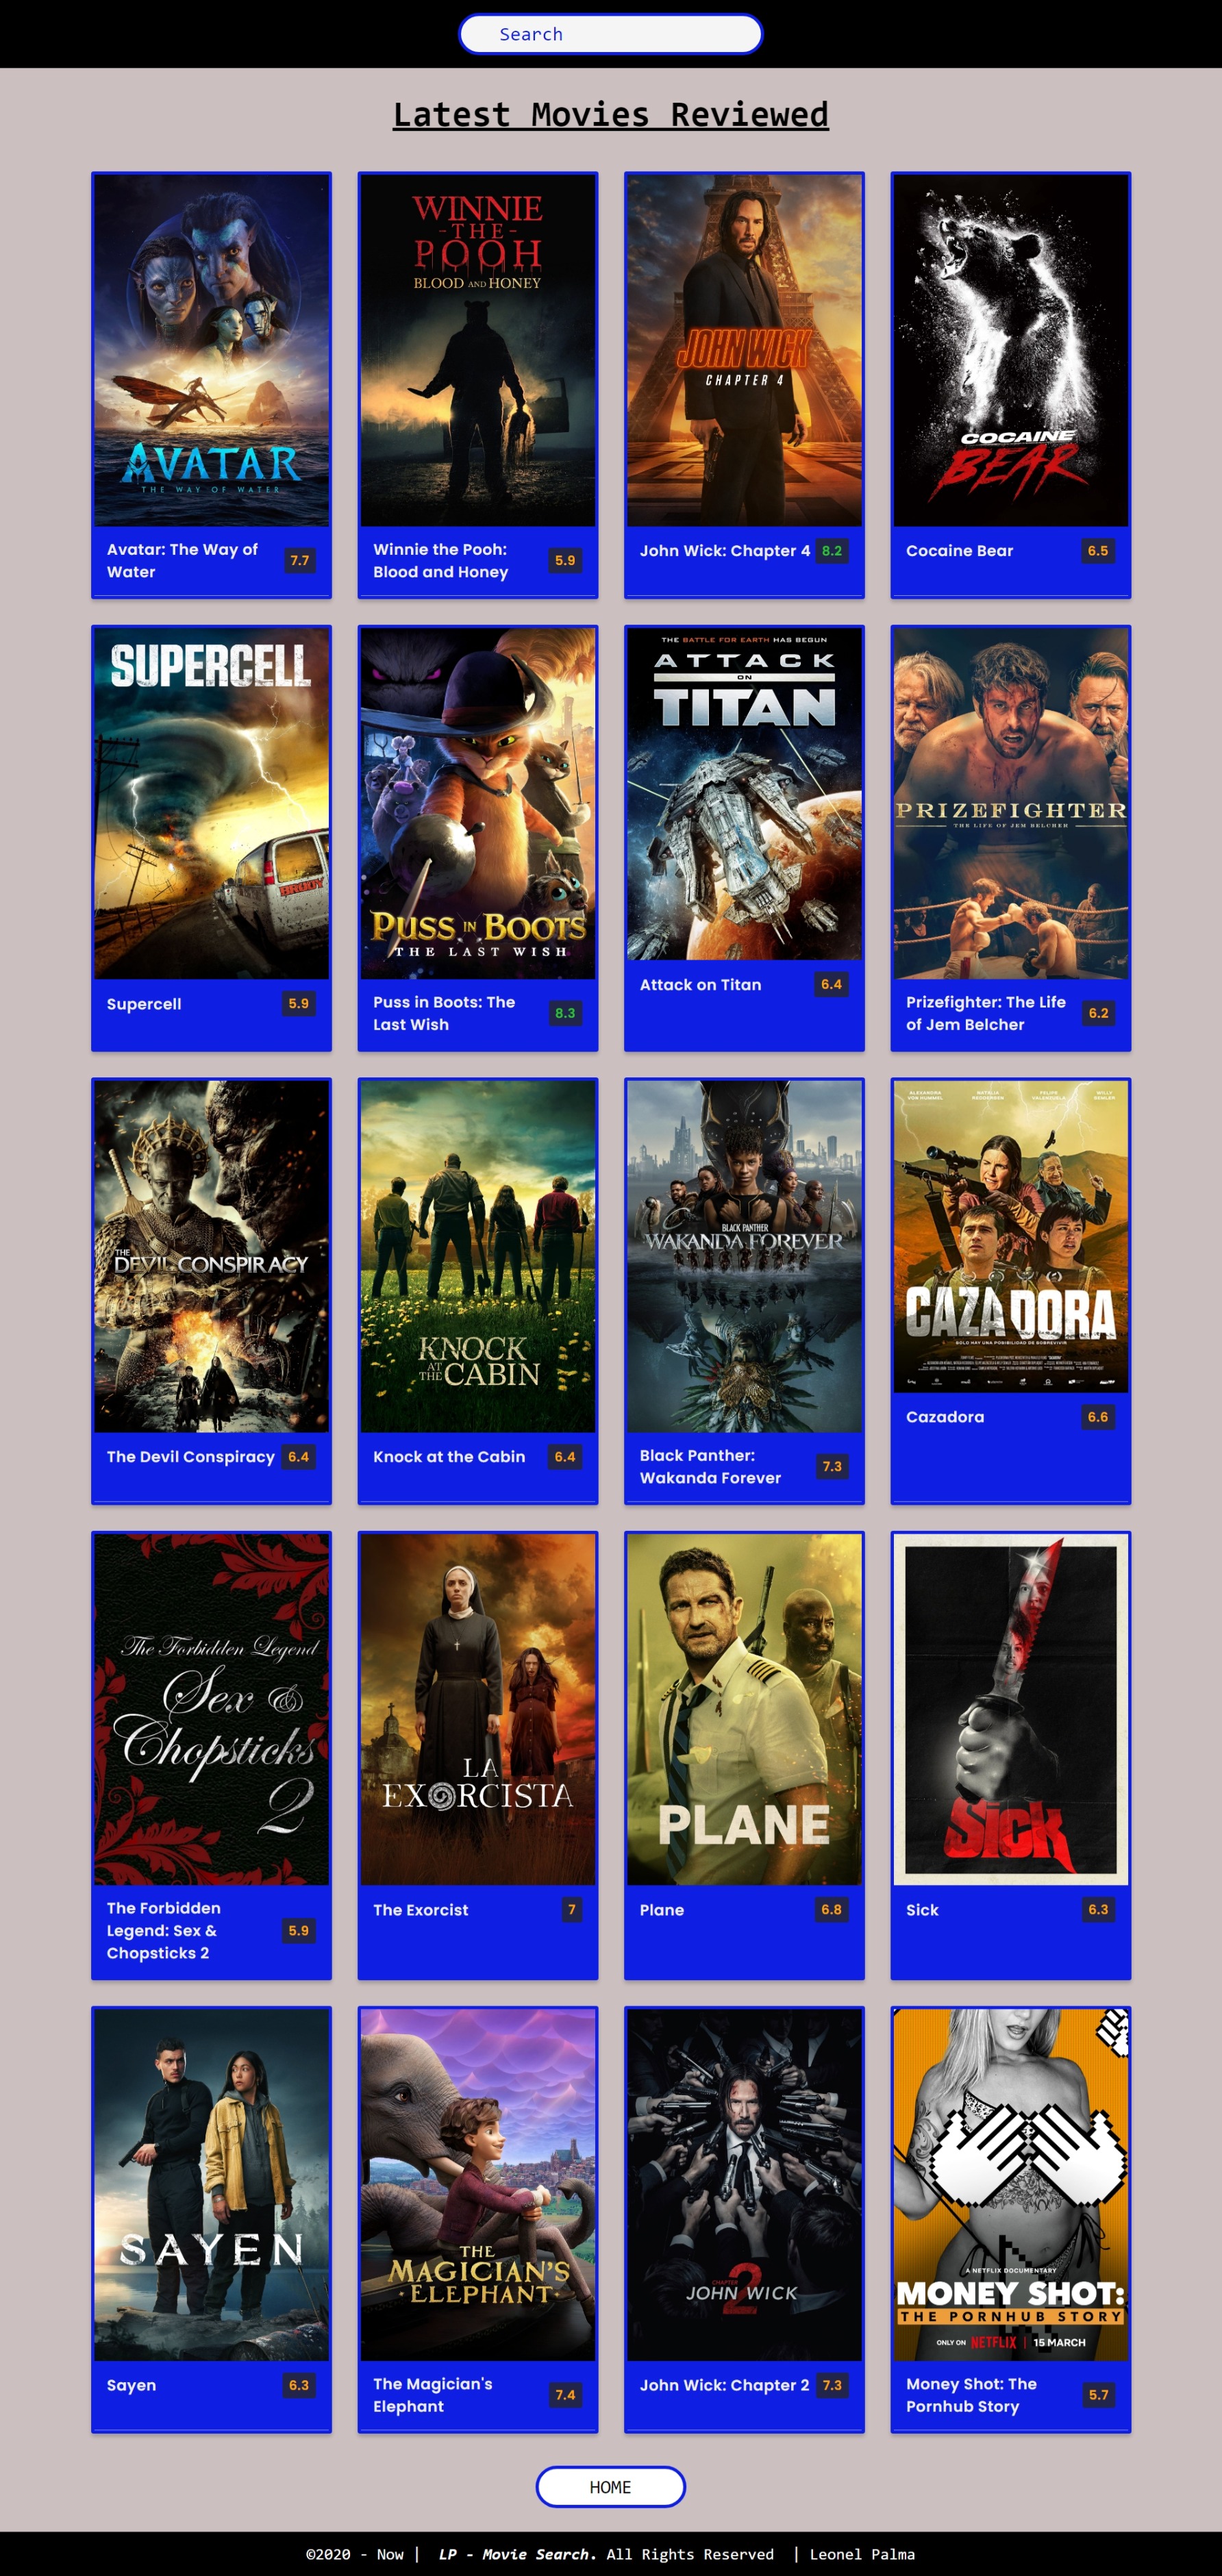 Search
Latest Movies Reviewed
WINNIE
-THE-
POOH
BLOOD AND HONEY
JOHN WICK
CHAPTER 4
COCAINE
BEAR
AVATAR
THE WAY OF WATER
Avatar: The Way of
Water
7.7
Winnie the Pooh:
Blood and Honey
5.9
John Wick: Chapter 4
8.2
Cocaine Bear
6.5
SUPERCELL
BRODY
PUSS IN BOOTS
THE LAST WISH
THE BATTLE FOR EARTH HAS BEGUN
ATTACK
ON
TITAN
PRIZEFIGHTER
THE LIFE OF JEM BELCHER
Supercell
5.9
Puss in Boots: The
Last Wish
8.3
Attack on Titan
6.4
Prizefighter: The Life
of Jem Belcher
6.2
THE
DEVIL CONSPIRACY
KNOCK
AT
THE CABIN
BLACK PANTHER
WAKANDA FOREVER
CAZADORA
SOLO HAY UNA POSIBILIDAD DE SOBREVIVIR
The Devil Conspiracy
6.4
Knock at the Cabin
6.4
Black Panther:
Wakanda Forever
7.3
Cazadora
6.6
The Forbidden Legend
Sex &
Chopsticks
2
LA
EXORCISTA
PLANE
Sick
The Forbidden
Legend: Sex &
Chopsticks 2
5.9
The Exorcist
7
Plane
6.8
Sick
6.3
SAYEN
THE
MAGICIAN'S
·ELEPHANT·
CHAPTER
2
JOHN WICK
A NETFLIX DOCUMENTARY
MONEY SHOT:
THE PORNHUB STORY
ONLY ON NETFLIX | 15 MARCH
Sayen
6.3
The Magician's
Elephant
7.4
John Wick: Chapter 2
7.3
Money Shot: The
Pornhub Story
5.7
HOME
©2020 - Now | LP - Movie Search. All Rights Reserved | Leonel Palma